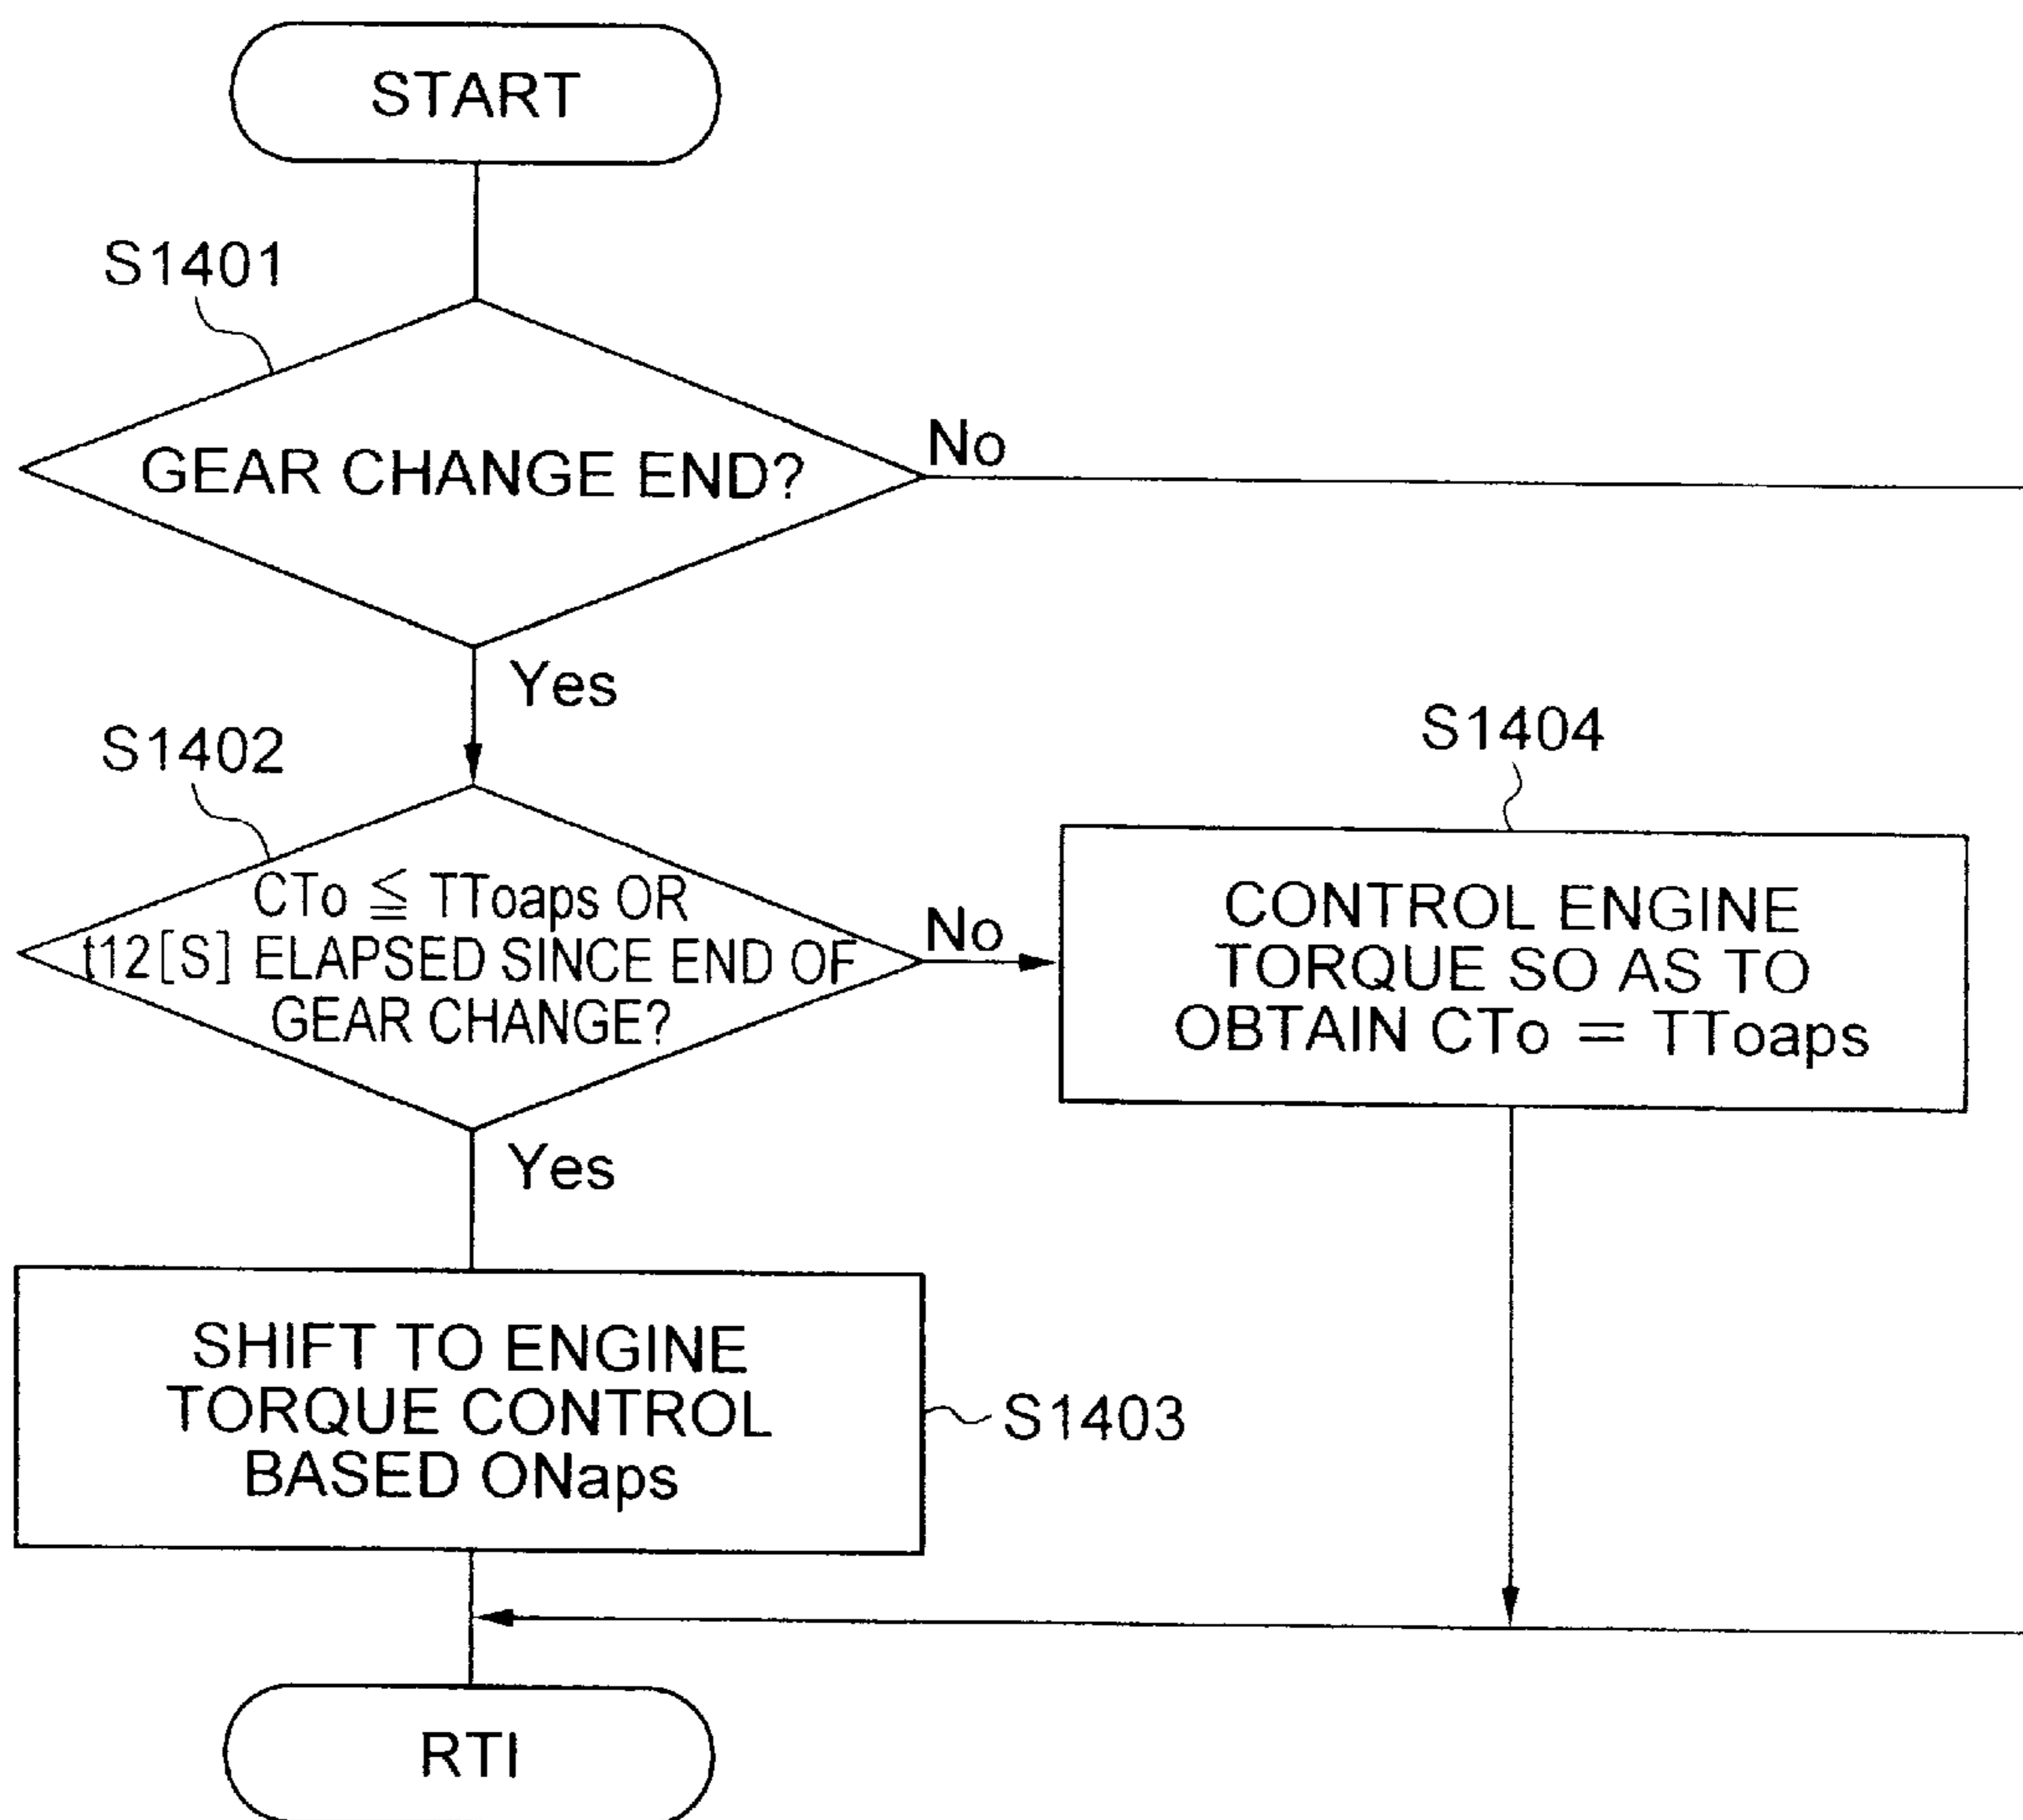 START
S1401
GEAR CHANGE END?
No
Yes
S1402
CTo ≦ TToaps OR
t12[S] ELAPSED SINCE END OF
GEAR CHANGE?
No
S1404
CONTROL ENGINE
TORQUE SO AS TO
OBTAIN CTo = TToaps
Yes
SHIFT TO ENGINE
TORQUE CONTROL
BASED ONaps
S1403
RTI